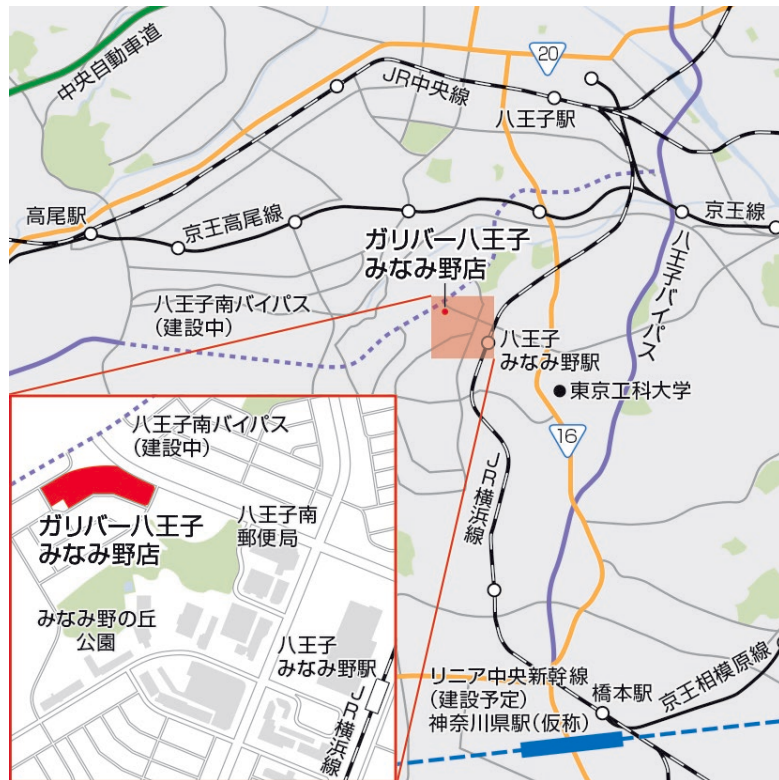 20
中央自動車道
JR中央線
八王子駅
高尾駅
京王高尾線
京王線
ガリバー八王子
みなみ野店
八王子バイパス
八王子南バイパス
(建設中)
八王子
みなみ野駅
東京工科大学
16
JR横浜線
八王子南バイパス
(建設中)
ガリバー八王子
みなみ野店
八王子南
郵便局
みなみ野の丘
公園
八王子
みなみ野駅
JR横浜線
リニア中央新幹線
(建設予定)
神奈川県駅(仮称)
橋本駅
京王相模原線